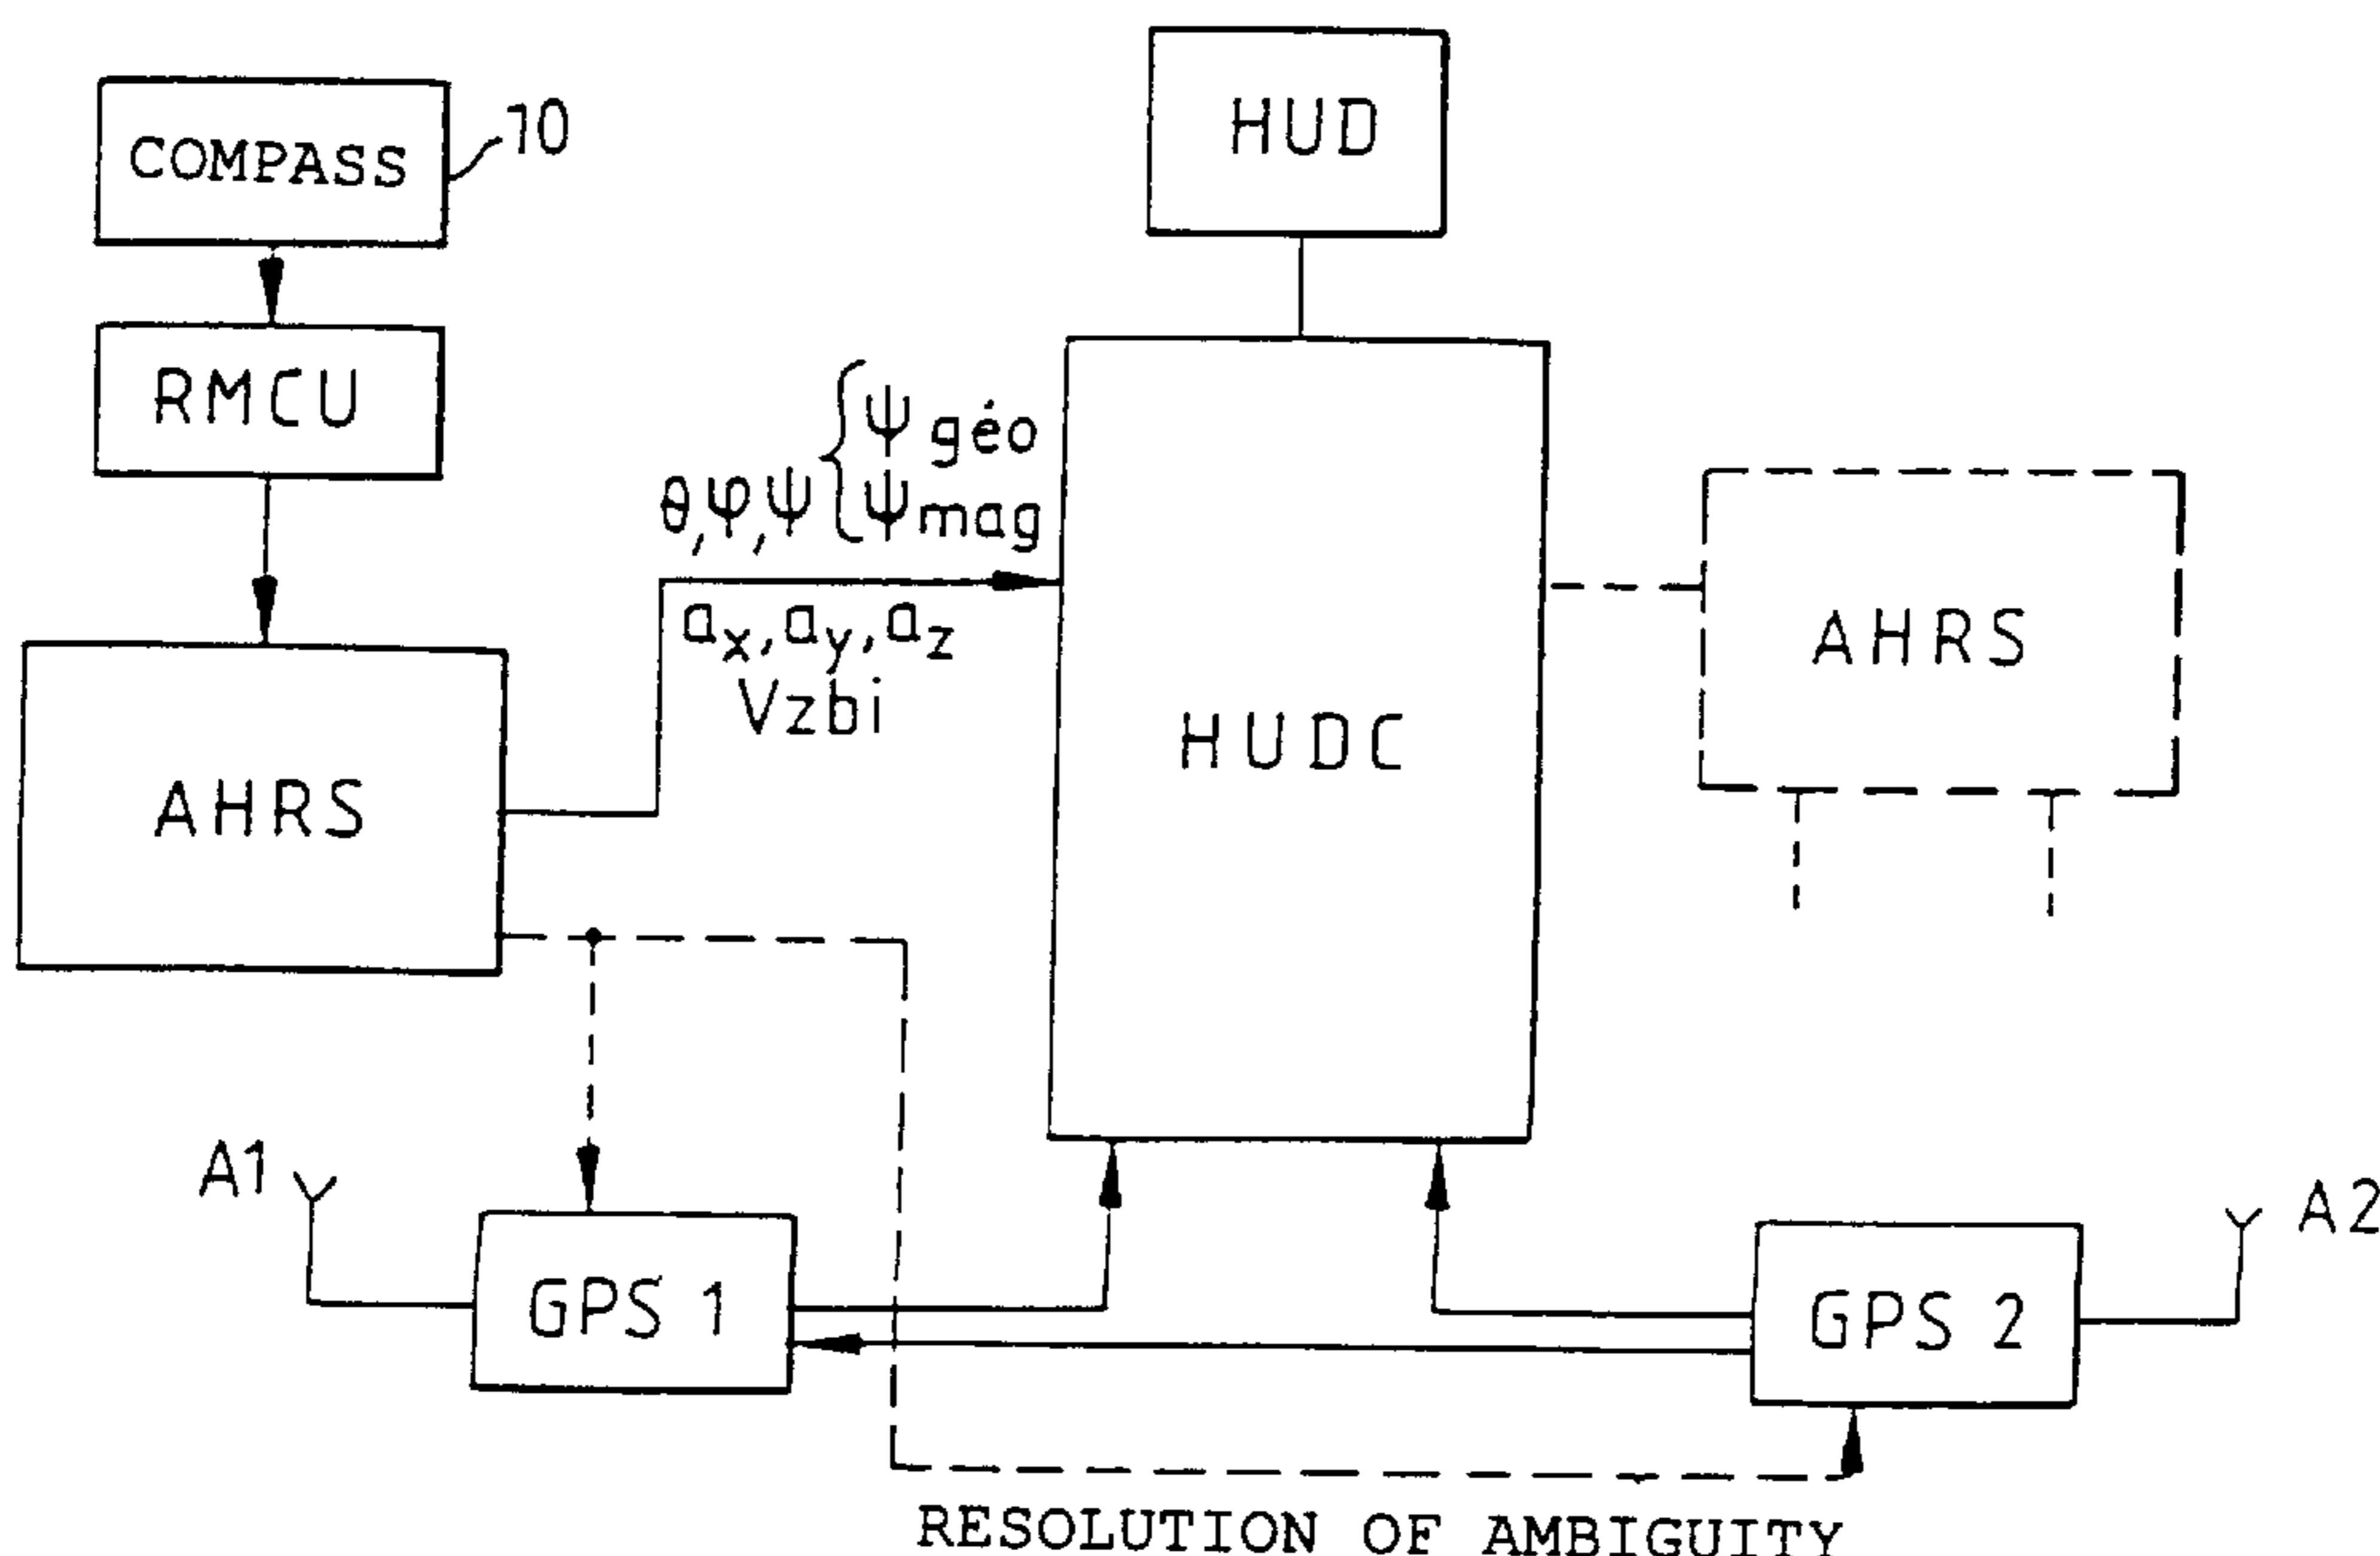 COMPASS
10
HUD
RMCU
ψ géo
θ,φ,ψ
ψ mag
ax, ay, az
Vzbi
AHRS
HUDC
AHRS
A1
GPS 1
GPS 2
A2
RESOLUTION OF AMBIGUITY